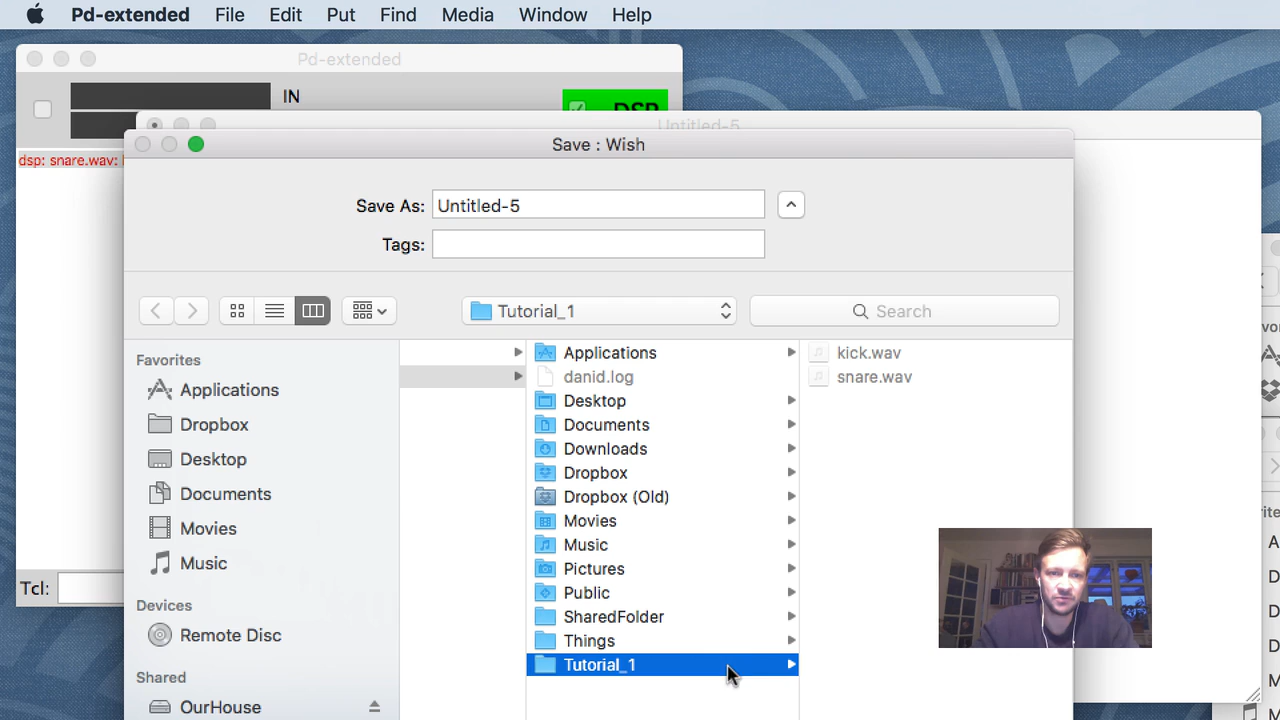 Pd-extended File Edit Put Find Media Window Help
Pd-extended
IN
DSP
Untitled-5
dsp: snare.wav:
Save : Wish
Save As: Untitled-5
Tags:
Tutorial_1
Search
Favorites
Applications
Dropbox
Desktop
Documents
Movies
Music
Devices
Remote Disc
Shared
OurHouse
Applications
danid.log
Desktop
Documents
Downloads
Dropbox
Dropbox (Old)
Movies
Music
Pictures
Public
SharedFolder
Things
Tutorial_1
kick.wav
snare.wav
Tcl: